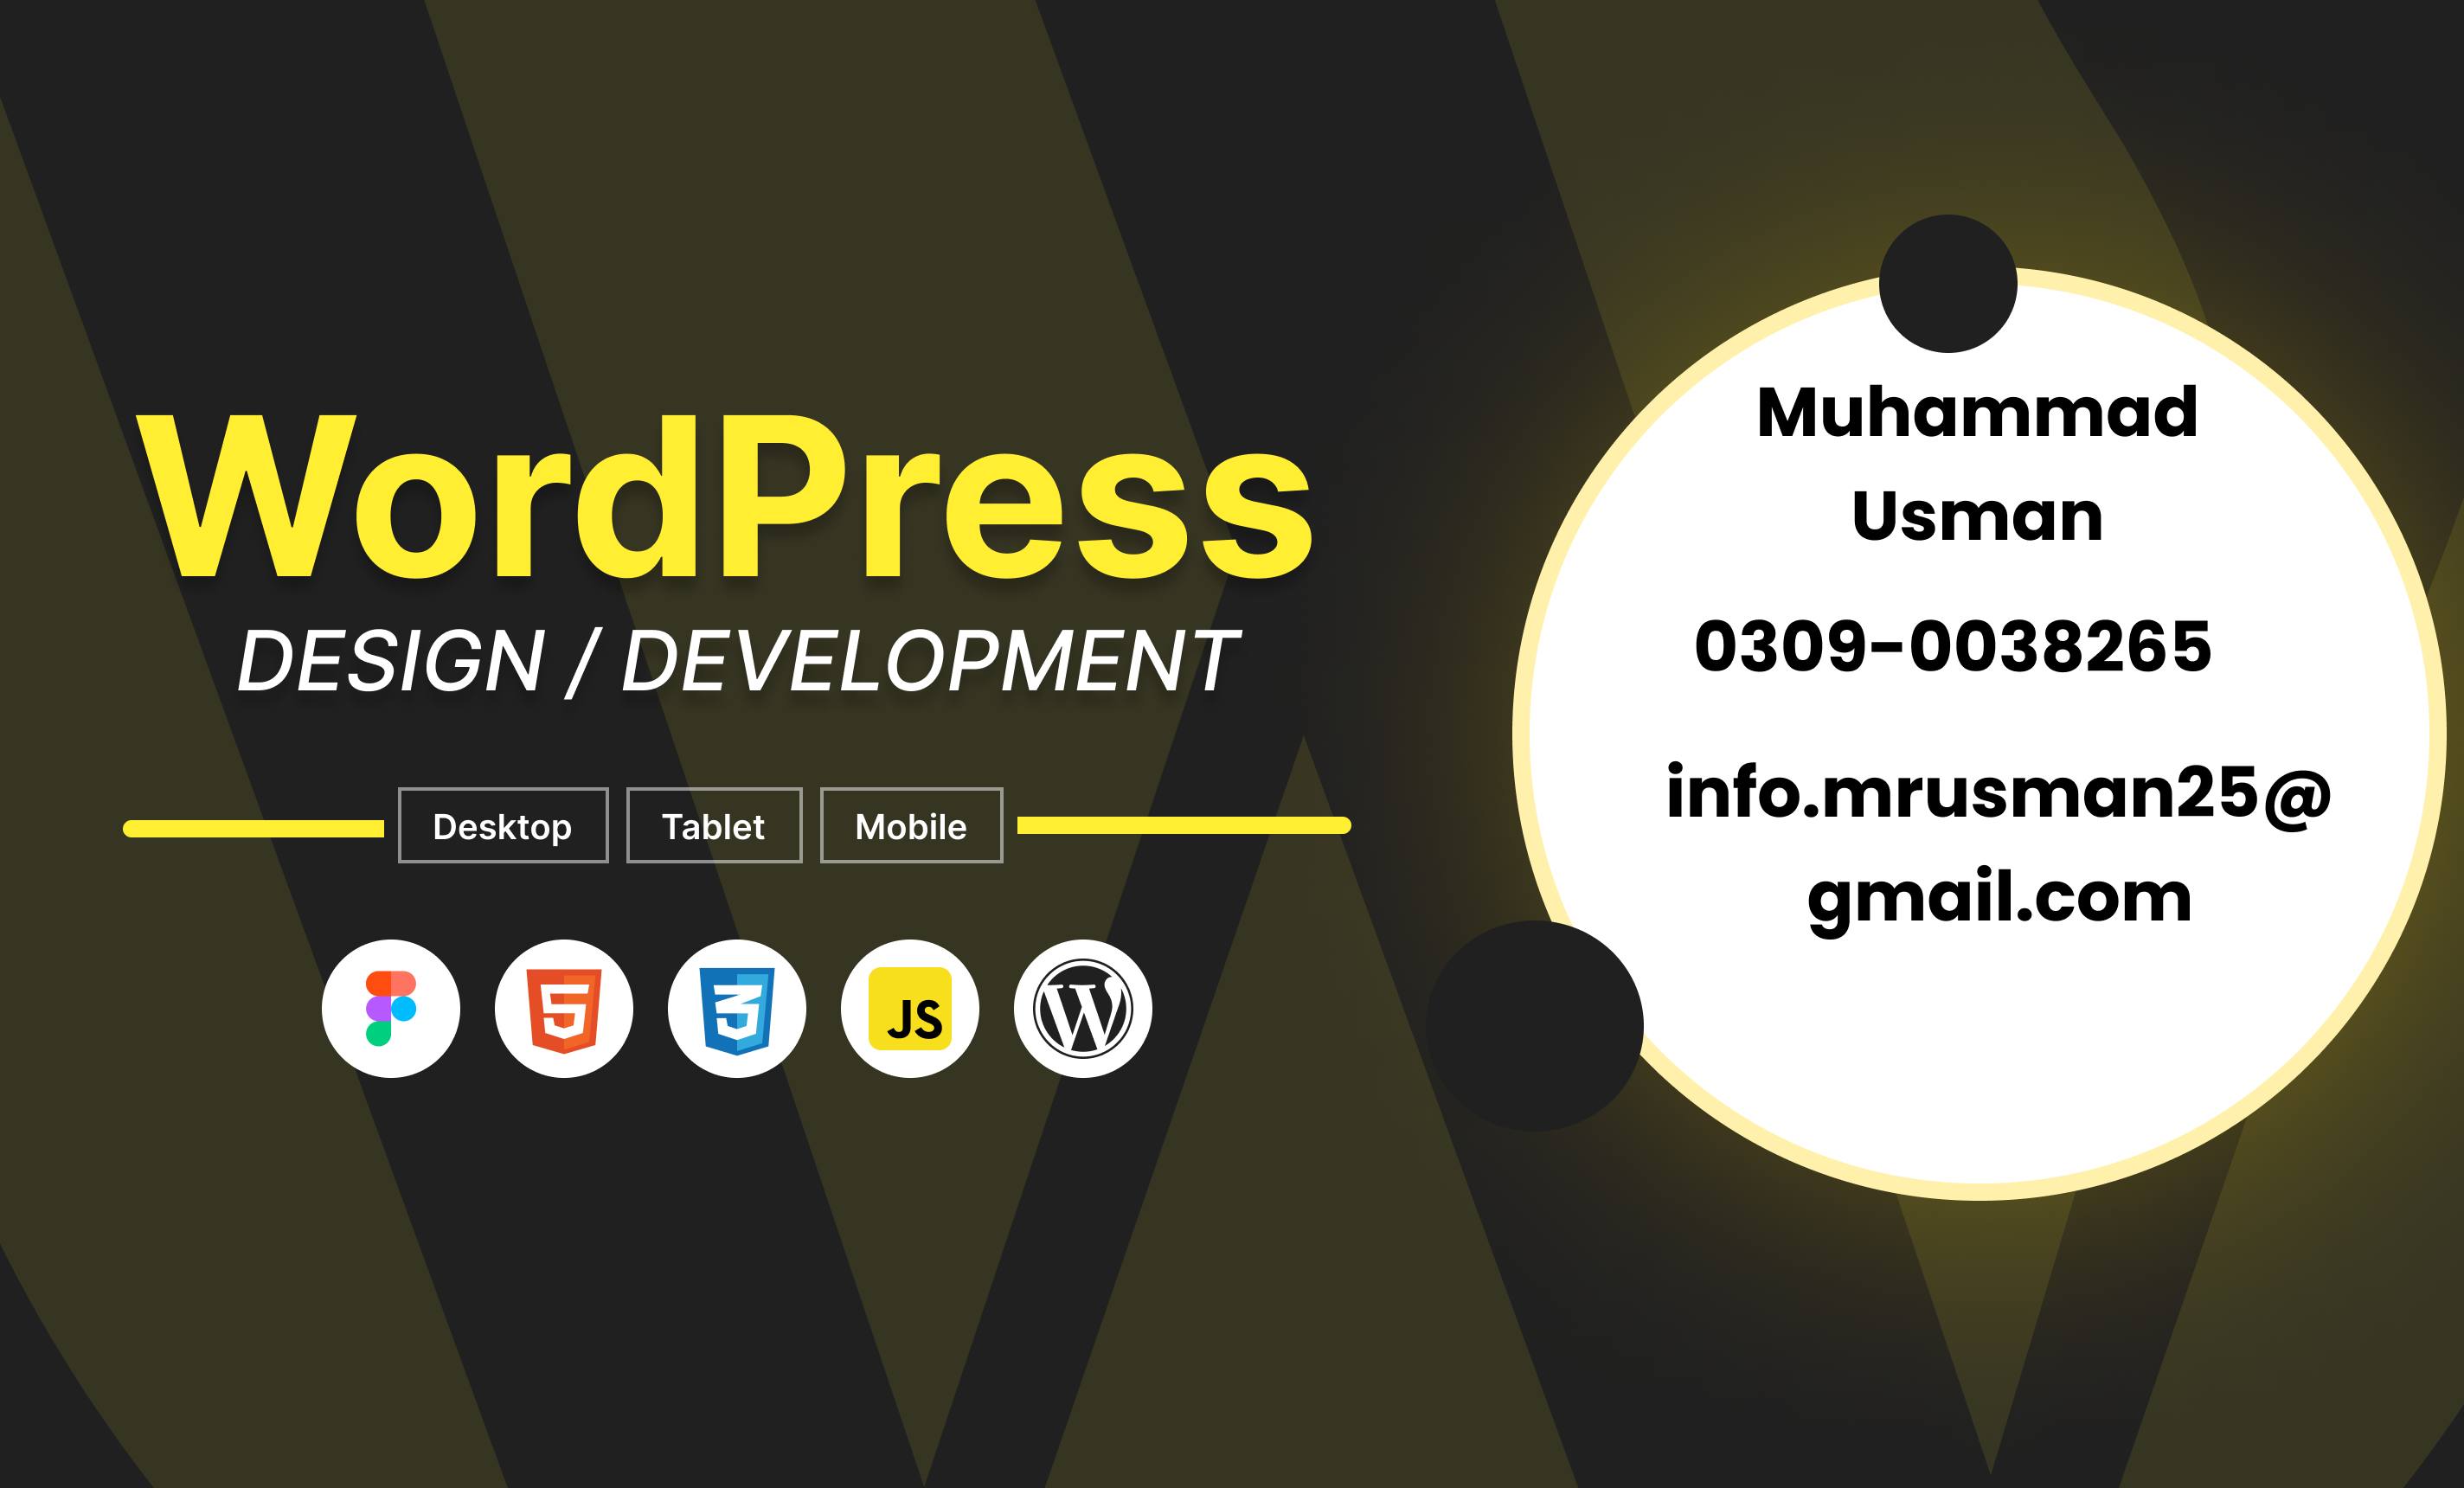 WordPress
DESIGN / DEVELOPMENT
Desktop
Tablet
Mobile
JS
Muhammad
Usman
0309-0038265
info.mrusman25@
gmail.com